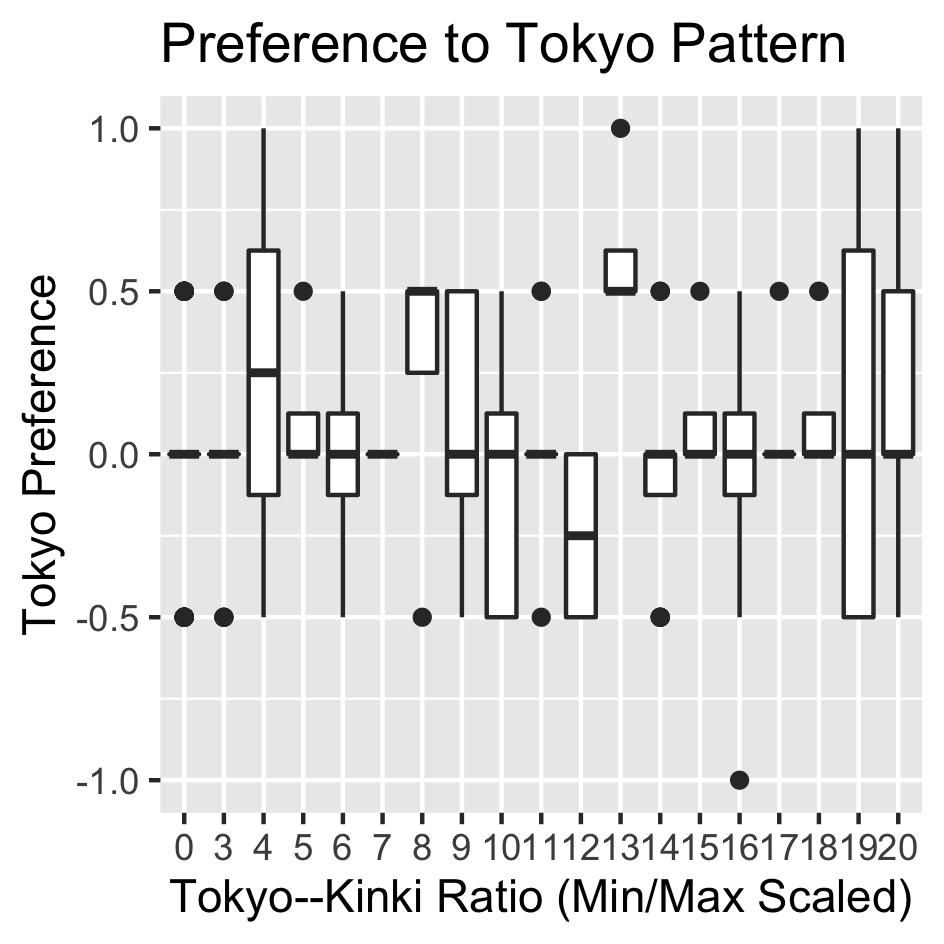 Preference to Tokyo Pattern
Tokyo Preference
1.0
0.5
0.0
-0.5
-1.0
0 3 4 5 6 7 8 9 10 11 12 13 14 15 16 17 18 19 20
Tokyo--Kinki Ratio (Min/Max Scaled)